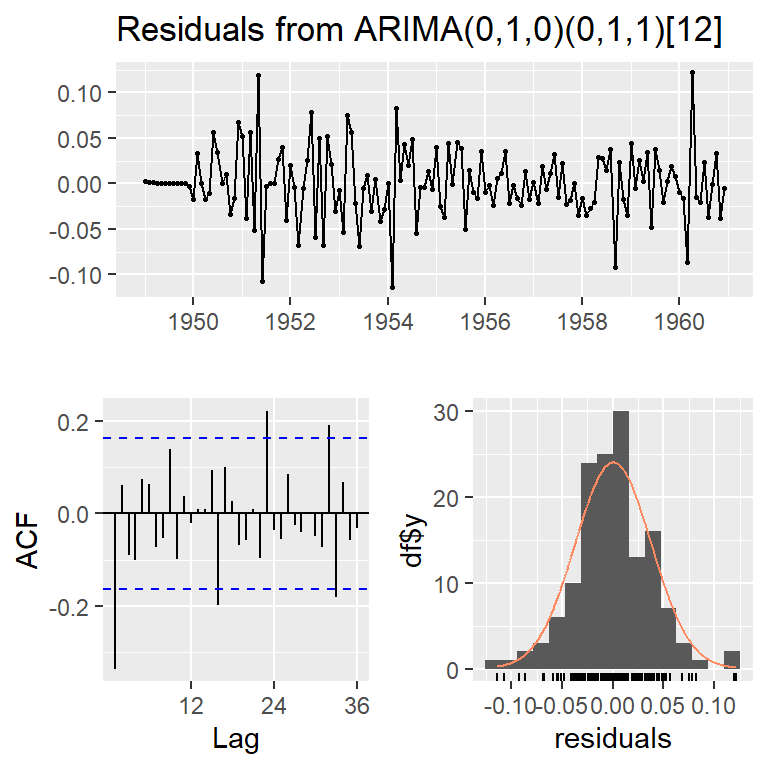 Residuals from ARIMA(0,1,0)(0,1,1)[12]
0.10
0.05
0.00
-0.05
-0.10
1950 1952 1954 1956 1958 1960
ACF
0.2
0.0
-0.2
12 24 36
Lag
df$y
30
20
10
0
-0.10 -0.05 0.00 0.05 0.10
residuals